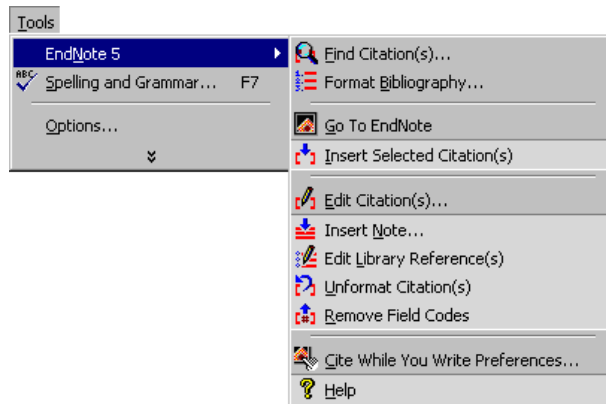 Tools
EndNote 5
ABC Spelling and Grammar... F7
Options...
Find Citation(s)...
Format Bibliography...
Go To EndNote
Insert Selected Citation(s)
Edit Citation(s)...
Insert Note...
Edit Library Reference(s)
Unformat Citation(s)
Remove Field Codes
Cite While You Write Preferences...
Help